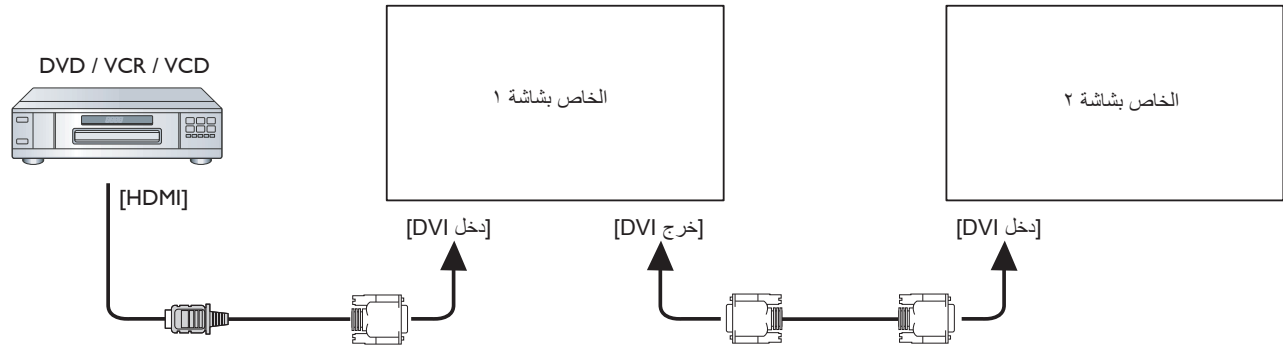 DVD / VCR / VCD
[HDMI]
الخاص بشاشة ١
الخاص بشاشة ٢
[دخل DVI]
[خرج DVI]
[دخل DVI]